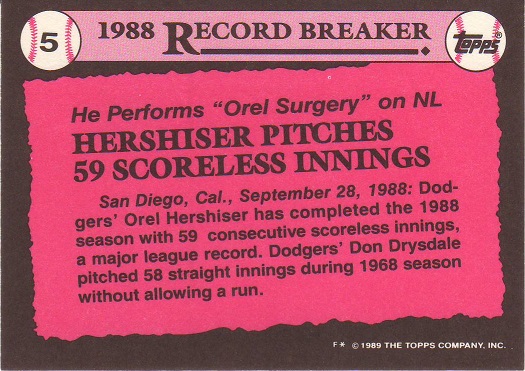 5 1988 RECORD BREAKER. Topps®
He Performs "Orel Surgery" on NL
HERSHISER PITCHES
59 SCORELESS INNINGS
San Diego, Cal., September 28, 1988: Dod-
gers' Orel Hershiser has completed the 1988
season with 59 consecutive scoreless innings,
a major league record. Dodgers' Don Drysdale
pitched 58 straight innings during 1968 season
without allowing a run.
F* © 1989 THE TOPPS COMPANY, INC.